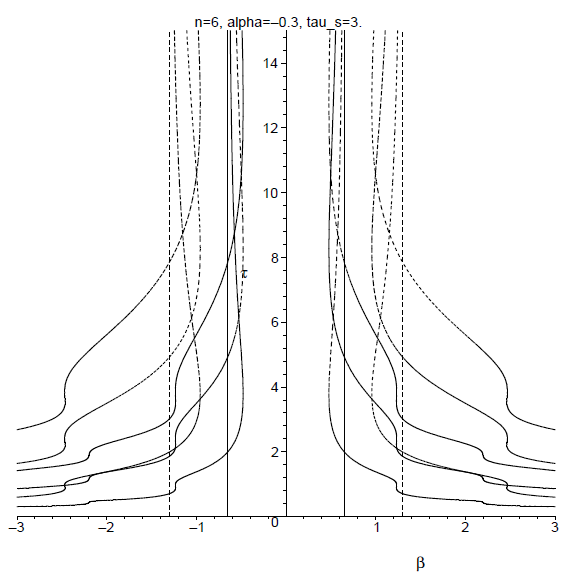 n=6, alpha=–0.3, tau_s=3.
14
12
10
8
τ
6
4
2
0
–3 –2 –1 1 2 3
β